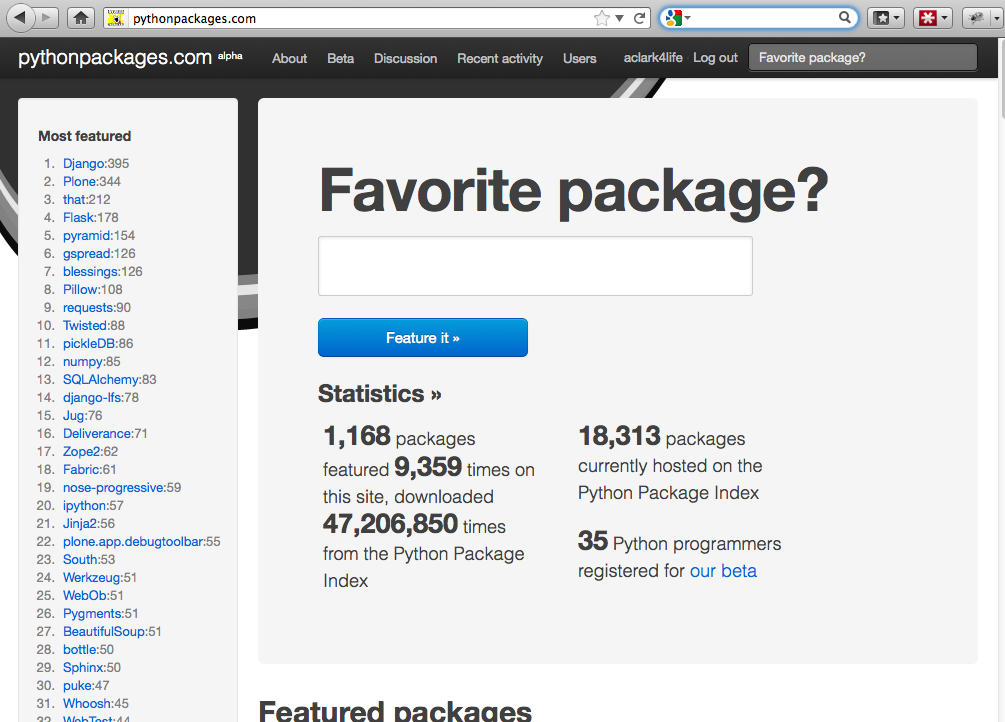 pythonpackages.com
pythonpackages.com alpha
About Beta Discussion Recent activity Users aclark4life · Log out Favorite package?
Most featured
1. Django:395
2. Plone:344
3. that:212
4. Flask:178
5. pyramid:154
6. gspread:126
7. blessings:126
8. Pillow:108
9. requests:90
10. Twisted:88
11. pickleDB:86
12. numpy:85
13. SQLAlchemy:83
14. django-lfs:78
15. Jug:76
16. Deliverance:71
17. Zope2:62
18. Fabric:61
19. nose-progressive:59
20. ipython:57
21. Jinja2:56
22. plone.app.debugtoolbar:55
23. South:53
24. Werkzeug:51
25. WebOb:51
26. Pygments:51
27. BeautifulSoup:51
28. bottle:50
29. Sphinx:50
30. puke:47
31. Whoosh:45
32. WebTest:44
Favorite package?
Feature it »
Statistics »
1,168 packages
featured 9,359 times on
this site, downloaded
47,206,850 times
from the Python Package
Index
18,313 packages
currently hosted on the
Python Package Index
35 Python programmers
registered for our beta
Featured packages